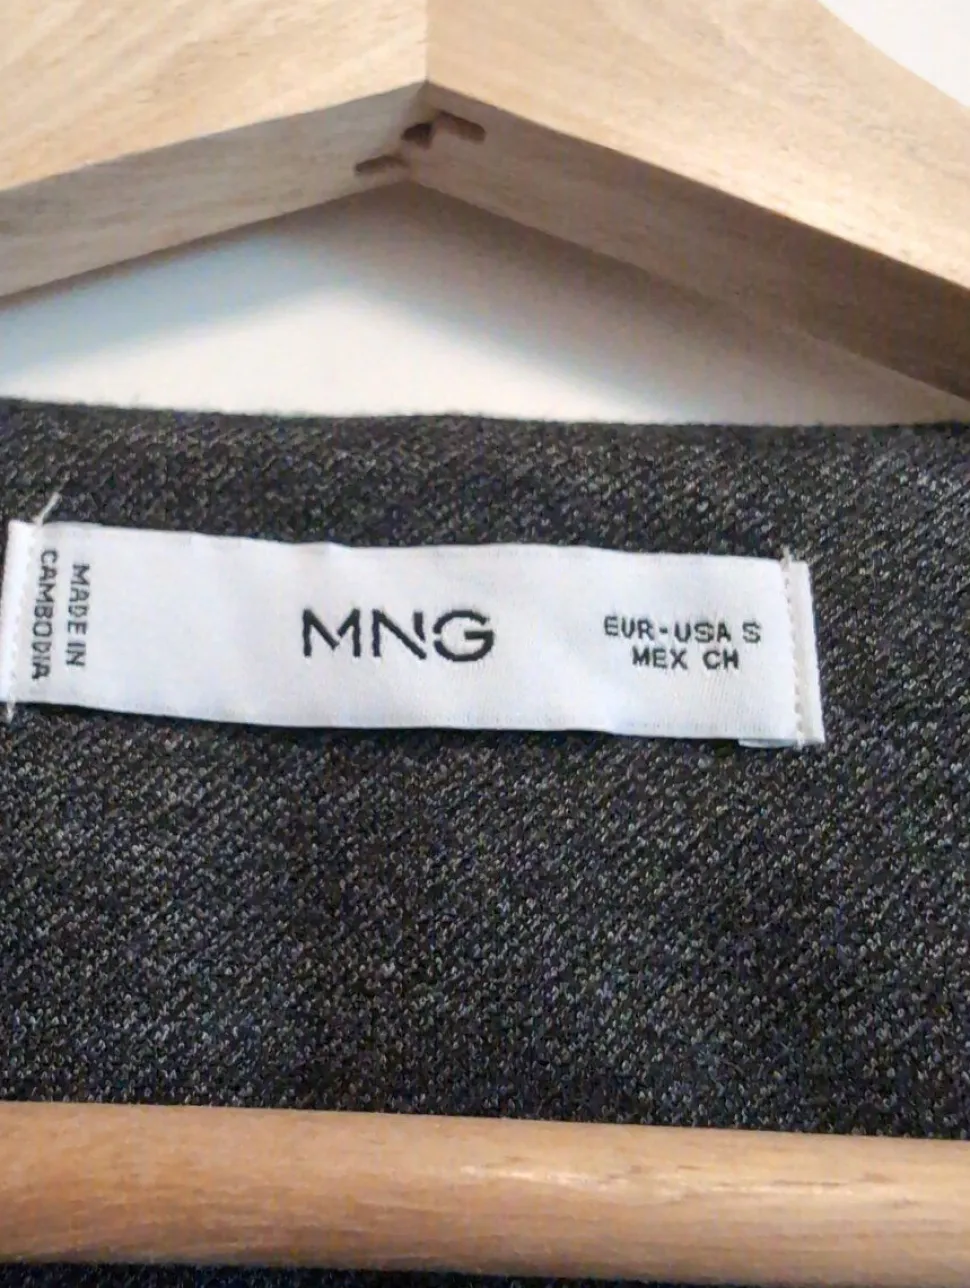 MADE IN
CAMBODIA
MNG
EUR-USA S
MEX CH